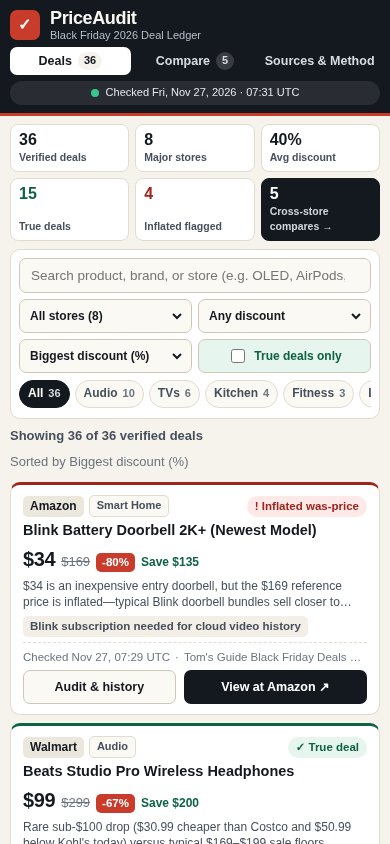 ✓ PriceAudit
Black Friday 2026 Deal Ledger
Deals 36 Compare 5 Sources & Method
Checked Fri, Nov 27, 2026 · 07:31 UTC
36 8 40%
Verified deals Major stores Avg discount
15 4 5
True deals Inflated flagged Cross-store
compares →
Search product, brand, or store (e.g. OLED, AirPods,
All stores (8) Any discount
Biggest discount (%) True deals only
All 36 Audio 10 TVs 6 Kitchen 4 Fitness 3
Showing 36 of 36 verified deals
Sorted by Biggest discount (%)
Amazon Smart Home ! Inflated was-price
Blink Battery Doorbell 2K+ (Newest Model)
$34 $169 -80% Save $135
$34 is an inexpensive entry doorbell, but the $169 reference
price is inflated—typical Blink doorbell bundles sell closer to…
Blink subscription needed for cloud video history
Checked Nov 27, 07:29 UTC · Tom's Guide Black Friday Deals …
Audit & history View at Amazon ↗
Walmart Audio ✓ True deal
Beats Studio Pro Wireless Headphones
$99 $299 -67% Save $200
Rare sub-$100 drop ($30.99 cheaper than Costco and $50.99
below Kohl's today) versus typical $169–$199 sale floors